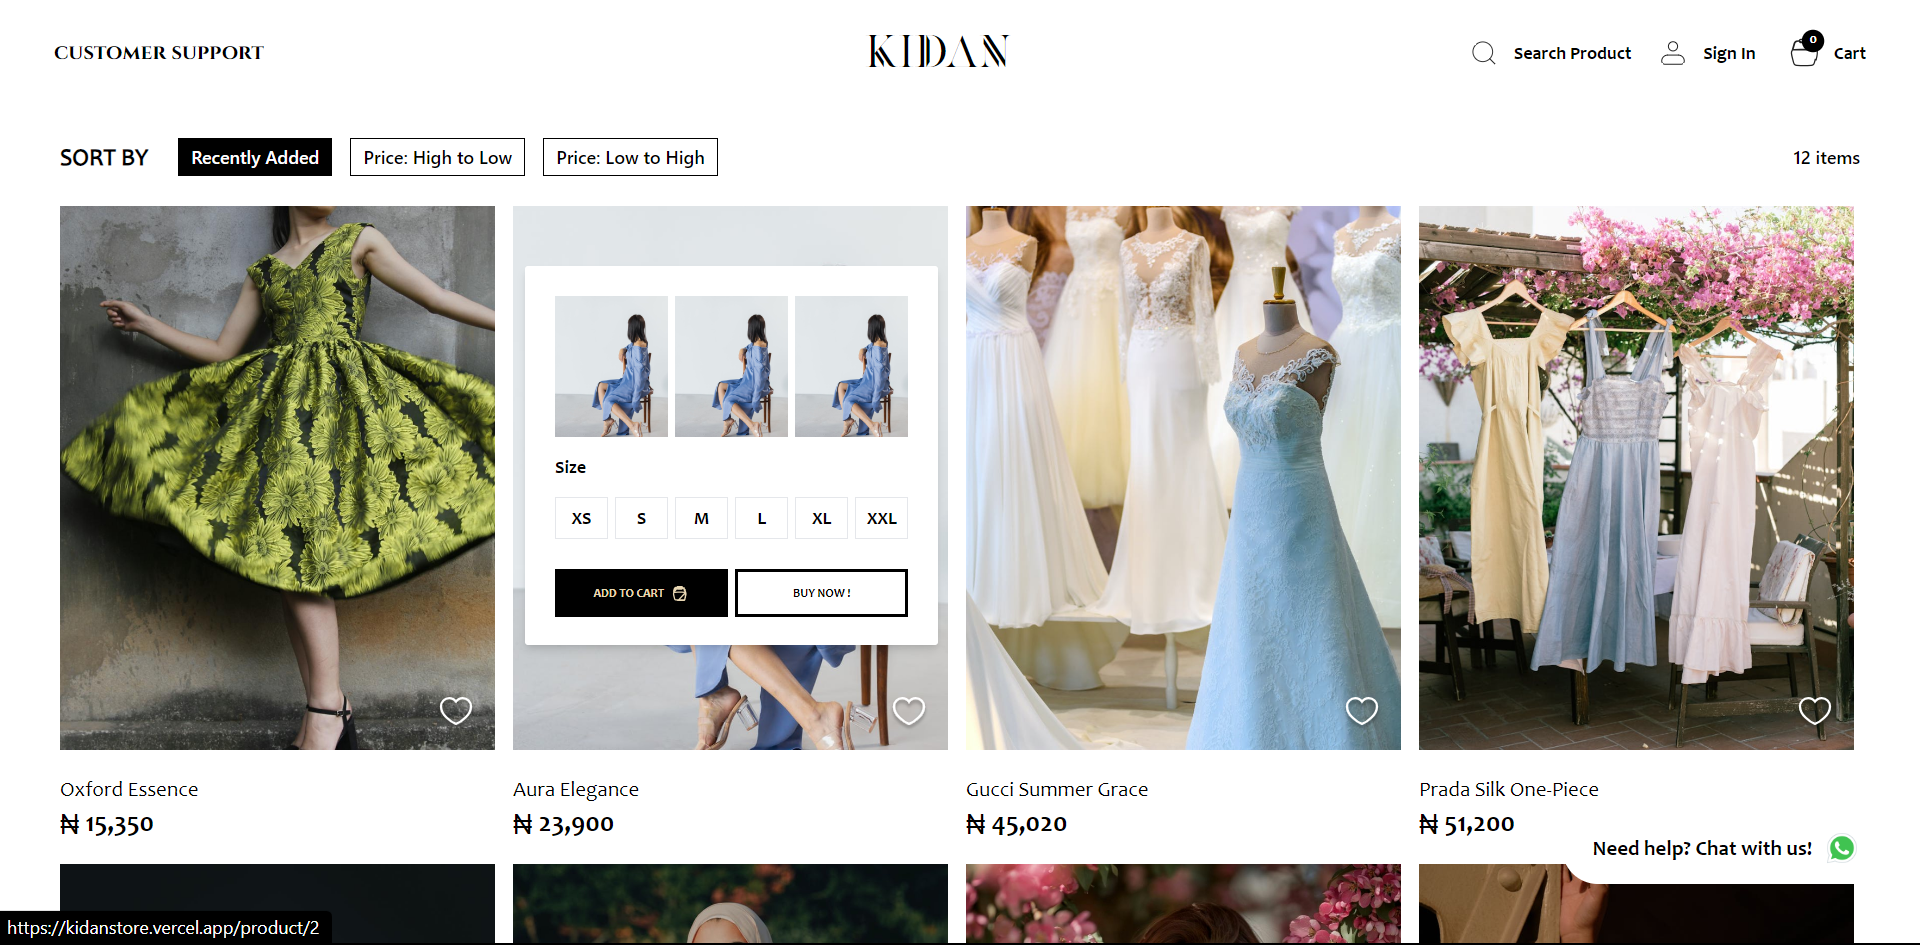 CUSTOMER SUPPORT
KIDAN
Search Product
Sign In
0
Cart
SORT BY
Recently Added
Price: High to Low
Price: Low to High
12 items
Size
XS
S
M
L
XL
XXL
ADD TO CART
BUY NOW !
Oxford Essence
₦ 15,350
Aura Elegance
₦ 23,900
Gucci Summer Grace
₦ 45,020
Prada Silk One-Piece
₦ 51,200
Need help? Chat with us!
https://kidanstore.vercel.app/product/2